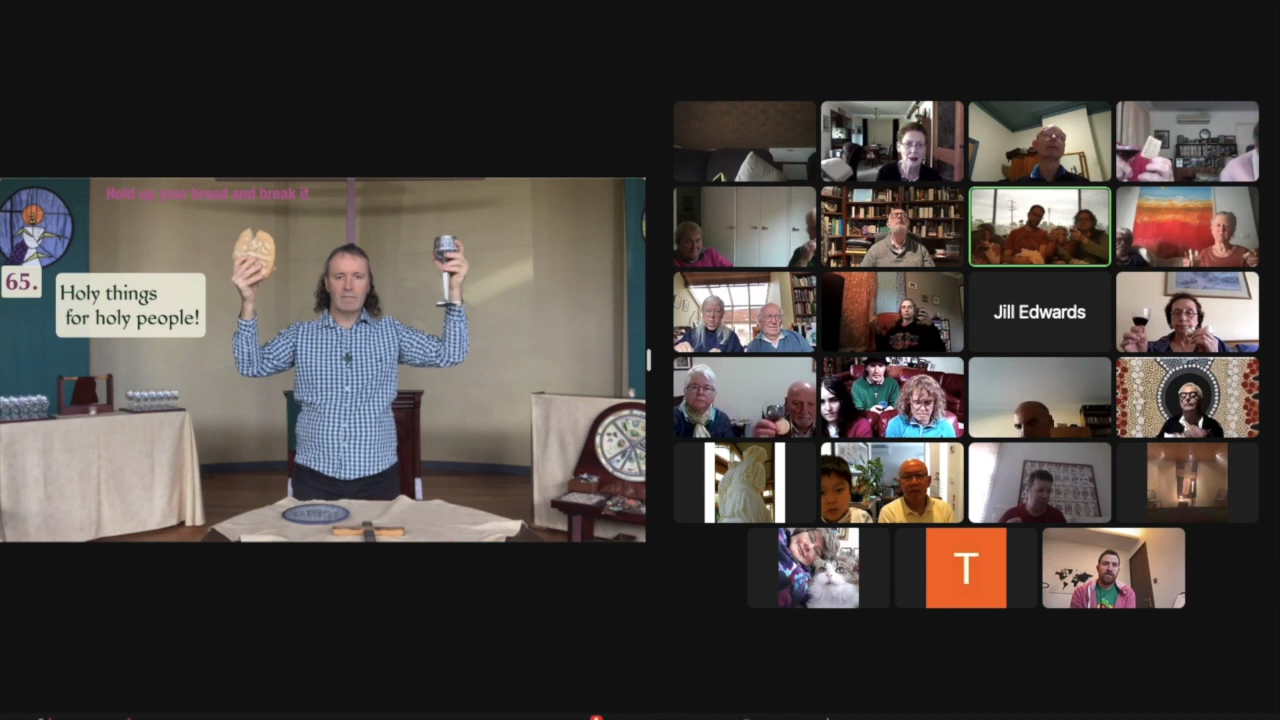 Hold up your bread and break it
65.
Holy things
for holy people!
Jill Edwards
T